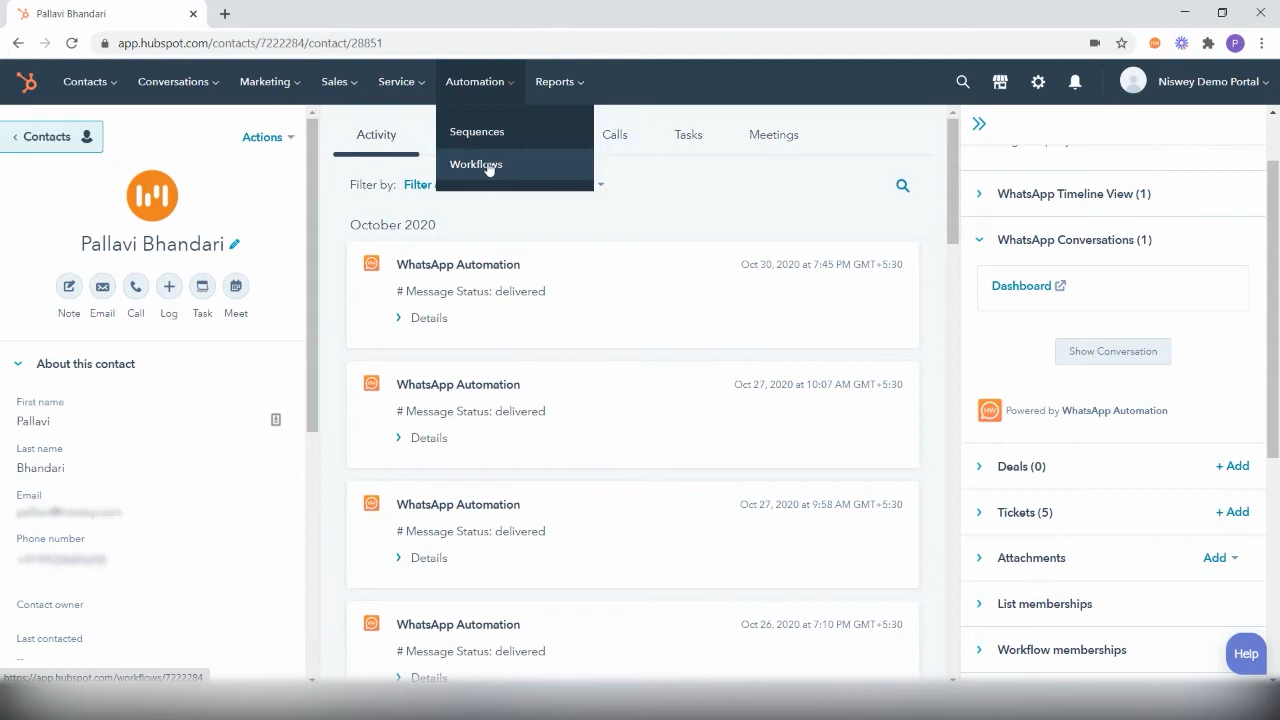 Pallavi Bhandari
app.hubspot.com/contacts/7222284/contact/28851
P
Contacts
Conversations
Marketing
Sales
Service
Automation
Reports
Niswey Demo Portal
Sequences
Workflows
Contacts
Actions
Pallavi Bhandari
Note
Email
Call
Log
Task
Meet
About this contact
First name
Pallavi
Last name
Bhandari
Email
Phone number
Contact owner
Last contacted
--
https://app.hubspot.com/workflows/7222284
Activity
Calls
Tasks
Meetings
Filter by: Filter
October 2020
WhatsApp Automation
Oct 30, 2020 at 7:45 PM GMT+5:30
# Message Status: delivered
Details
WhatsApp Automation
Oct 27, 2020 at 10:07 AM GMT+5:30
# Message Status: delivered
Details
WhatsApp Automation
Oct 27, 2020 at 9:58 AM GMT+5:30
# Message Status: delivered
Details
WhatsApp Automation
Oct 26, 2020 at 7:10 PM GMT+5:30
# Message Status: delivered
Details
WhatsApp Timeline View (1)
WhatsApp Conversations (1)
Dashboard
Show Conversation
HW
Powered by WhatsApp Automation
Deals (0)
+ Add
Tickets (5)
+ Add
Attachments
Add
List memberships
Workflow memberships
Help